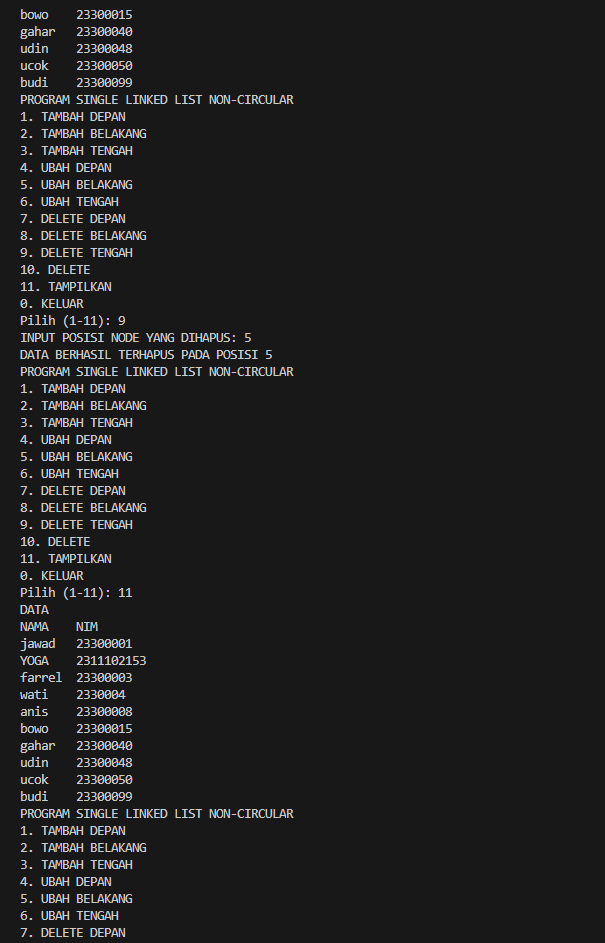 bowo    23300015
gahar   23300040
udin    23300048
ucok    23300050
budi    23300099
PROGRAM SINGLE LINKED LIST NON-CIRCULAR
1. TAMBAH DEPAN
2. TAMBAH BELAKANG
3. TAMBAH TENGAH
4. UBAH DEPAN
5. UBAH BELAKANG
6. UBAH TENGAH
7. DELETE DEPAN
8. DELETE BELAKANG
9. DELETE TENGAH
10. DELETE
11. TAMPILKAN
0. KELUAR
Pilih (1-11): 9
INPUT POSISI NODE YANG DIHAPUS: 5
DATA BERHASIL TERHAPUS PADA POSISI 5
PROGRAM SINGLE LINKED LIST NON-CIRCULAR
1. TAMBAH DEPAN
2. TAMBAH BELAKANG
3. TAMBAH TENGAH
4. UBAH DEPAN
5. UBAH BELAKANG
6. UBAH TENGAH
7. DELETE DEPAN
8. DELETE BELAKANG
9. DELETE TENGAH
10. DELETE
11. TAMPILKAN
0. KELUAR
Pilih (1-11): 11
DATA
NAMA    NIM
jawad   23300001
YOGA    2311102153
farrel  23300003
wati    2330004
anis    23300008
bowo    23300015
gahar   23300040
udin    23300048
ucok    23300050
budi    23300099
PROGRAM SINGLE LINKED LIST NON-CIRCULAR
1. TAMBAH DEPAN
2. TAMBAH BELAKANG
3. TAMBAH TENGAH
4. UBAH DEPAN
5. UBAH BELAKANG
6. UBAH TENGAH
7. DELETE DEPAN